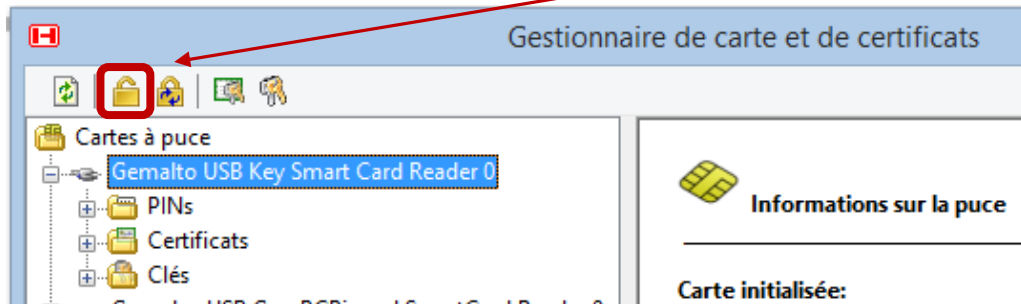 Gestionnaire de carte et de certificats
Cartes à puce
Gemalto USB Key Smart Card Reader 0
PINs
Certificats
Clés
Informations sur la puce
Carte initialisée: